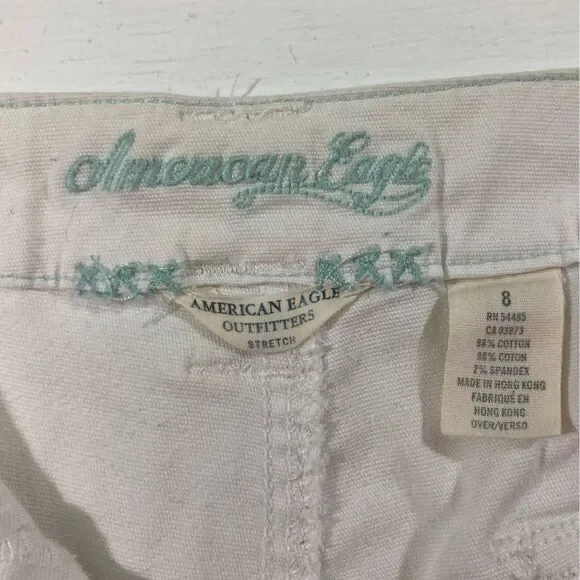 American Eagle
AMERICAN EAGLE
OUTFITTERS
STRETCH
8
RN 54485
CA 03873
98% COTTON
98% COTON
2% SPANDEX
MADE IN HONG KONG
FABRIQUÉ EN
HONG KONG
OVER/VERSO